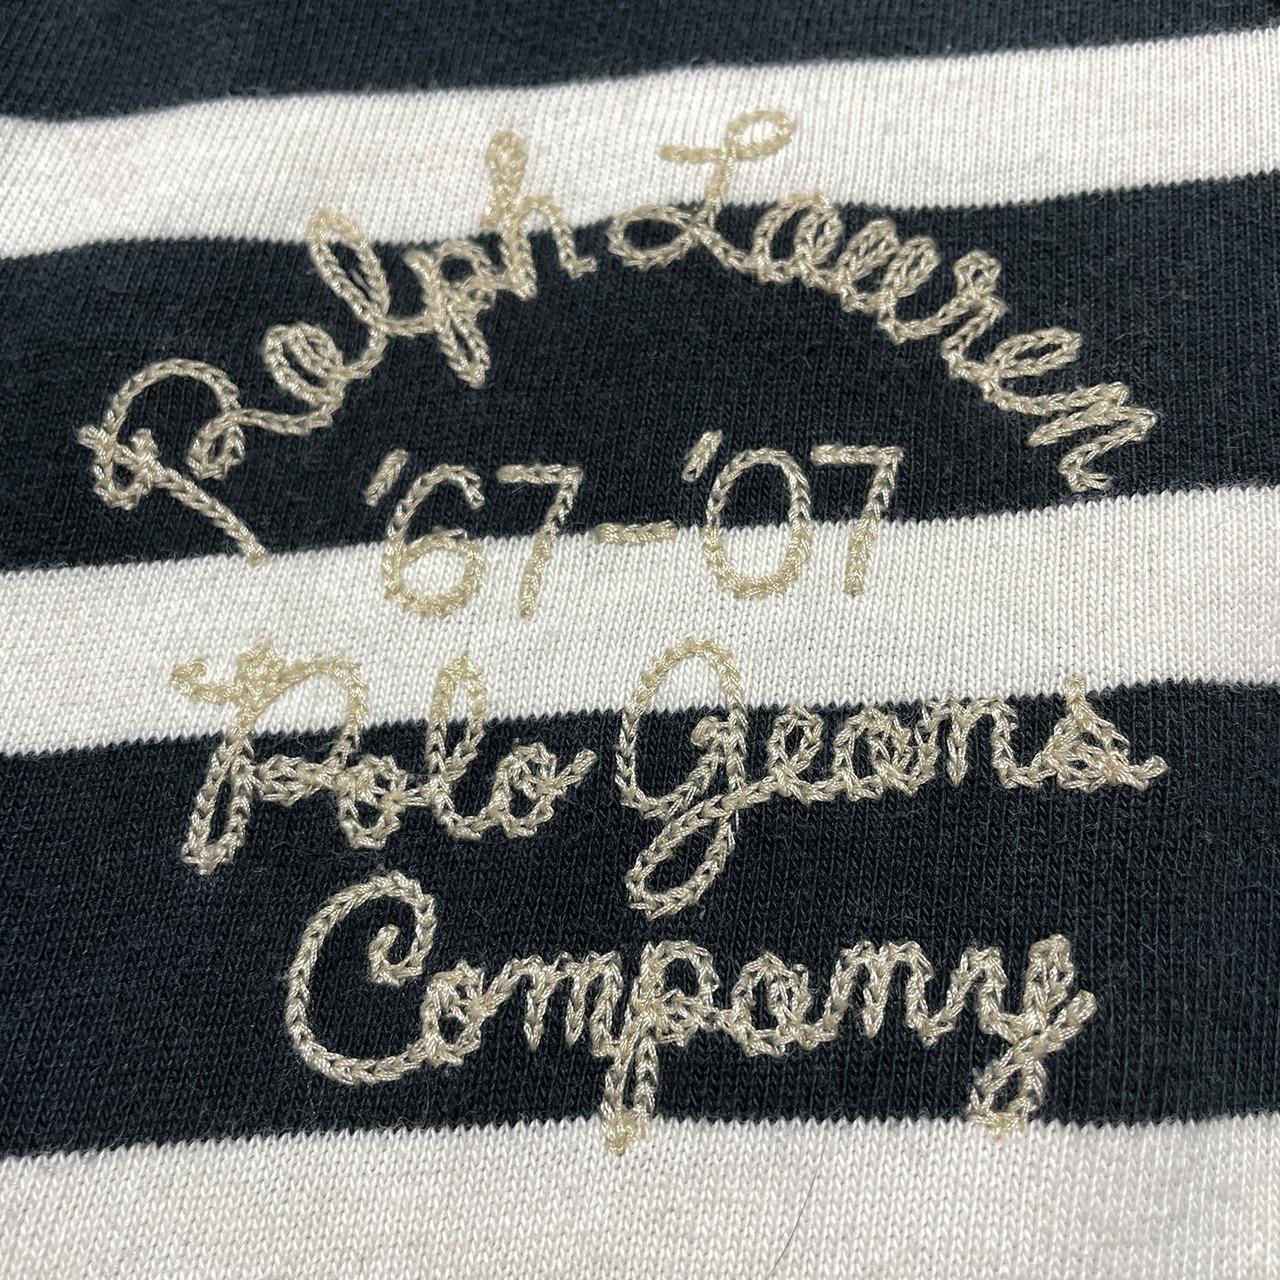 Ralph Lauren
'67-'07
Polo Jeans
Company